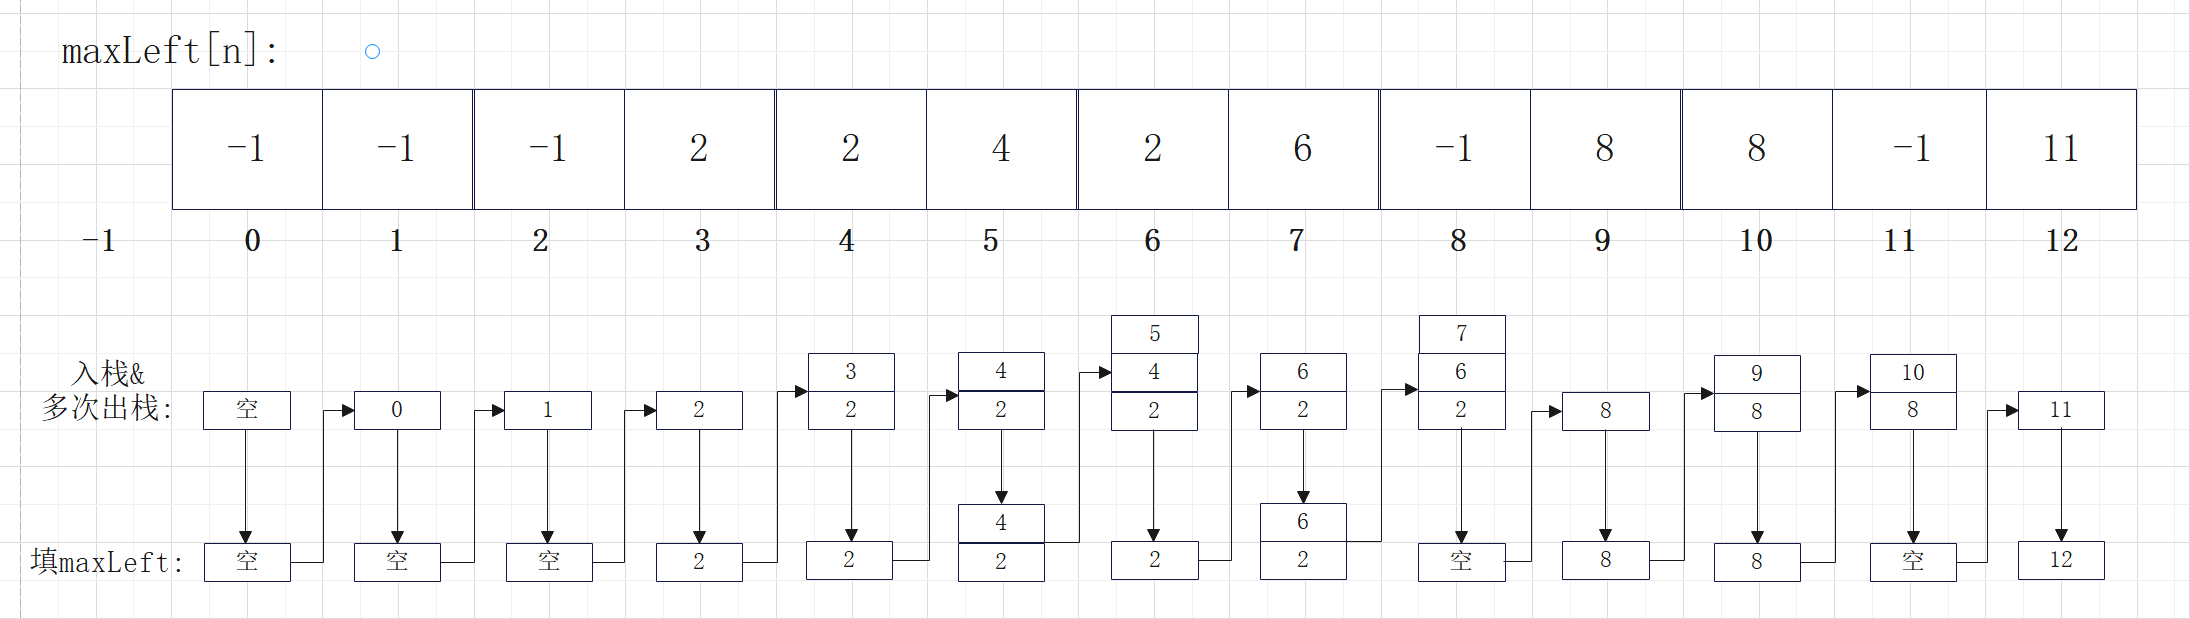 maxLeft[n]:
-1 -1 -1 2 2 4 2 6 -1 8 8 -1 11
-1 0 1 2 3 4 5 6 7 8 9 10 11 12
5 7
入栈& 3 4 4 6 6 9 10
多次出栈: 空 0 1 2 2 2 2 2 2 8 8 8 11
4 6
填maxLeft: 空 空 空 2 2 2 2 2 空 8 8 空 12